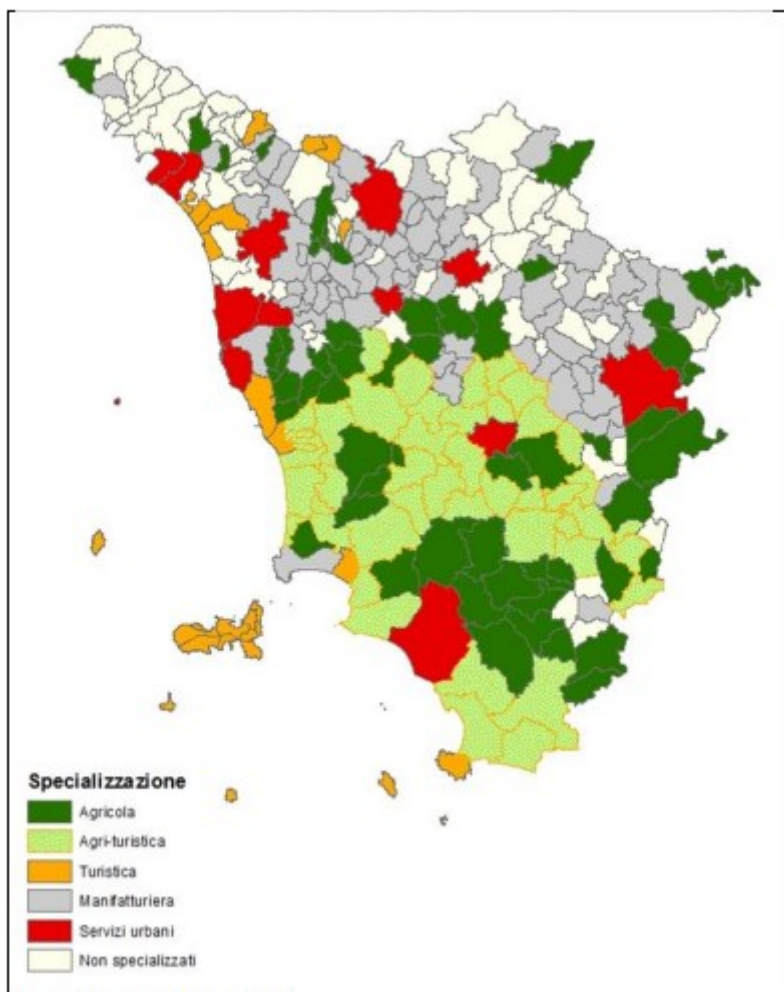 Specializzazione
Agricola
Agri-turistica
Turistica
Manifatturiera
Servizi urbani
Non specializzati